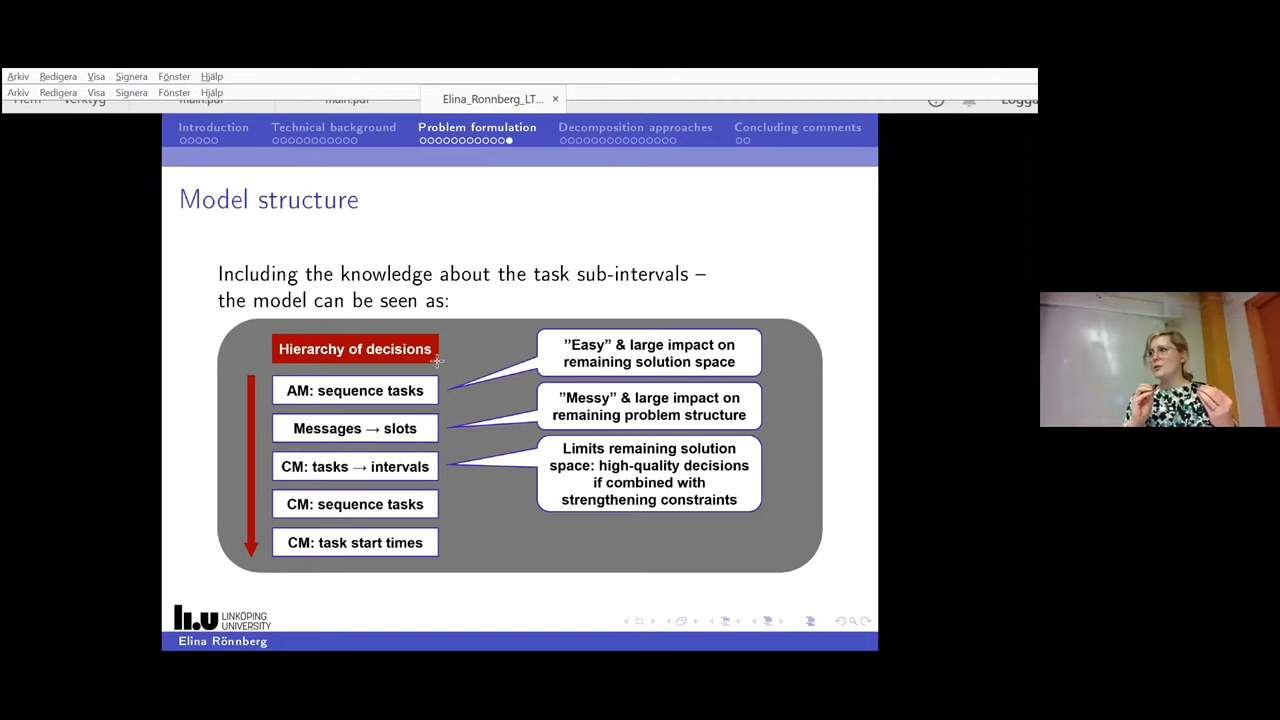 Arkiv Redigera Visa Signera Fönster Hjälp
Arkiv Redigera Visa Signera Fönster Hjälp
Elina_Ronnberg_LT... ×
Introduction Technical background Problem formulation Decomposition approaches Concluding comments
Model structure
Including the knowledge about the task sub-intervals –
the model can be seen as:
Hierarchy of decisions
AM: sequence tasks
Messages → slots
CM: tasks → intervals
CM: sequence tasks
CM: task start times
"Easy" & large impact on
remaining solution space
"Messy" & large impact on
remaining problem structure
Limits remaining solution
space: high-quality decisions
if combined with
strengthening constraints
li.u LINKÖPING
UNIVERSITY
Elina Rönnberg